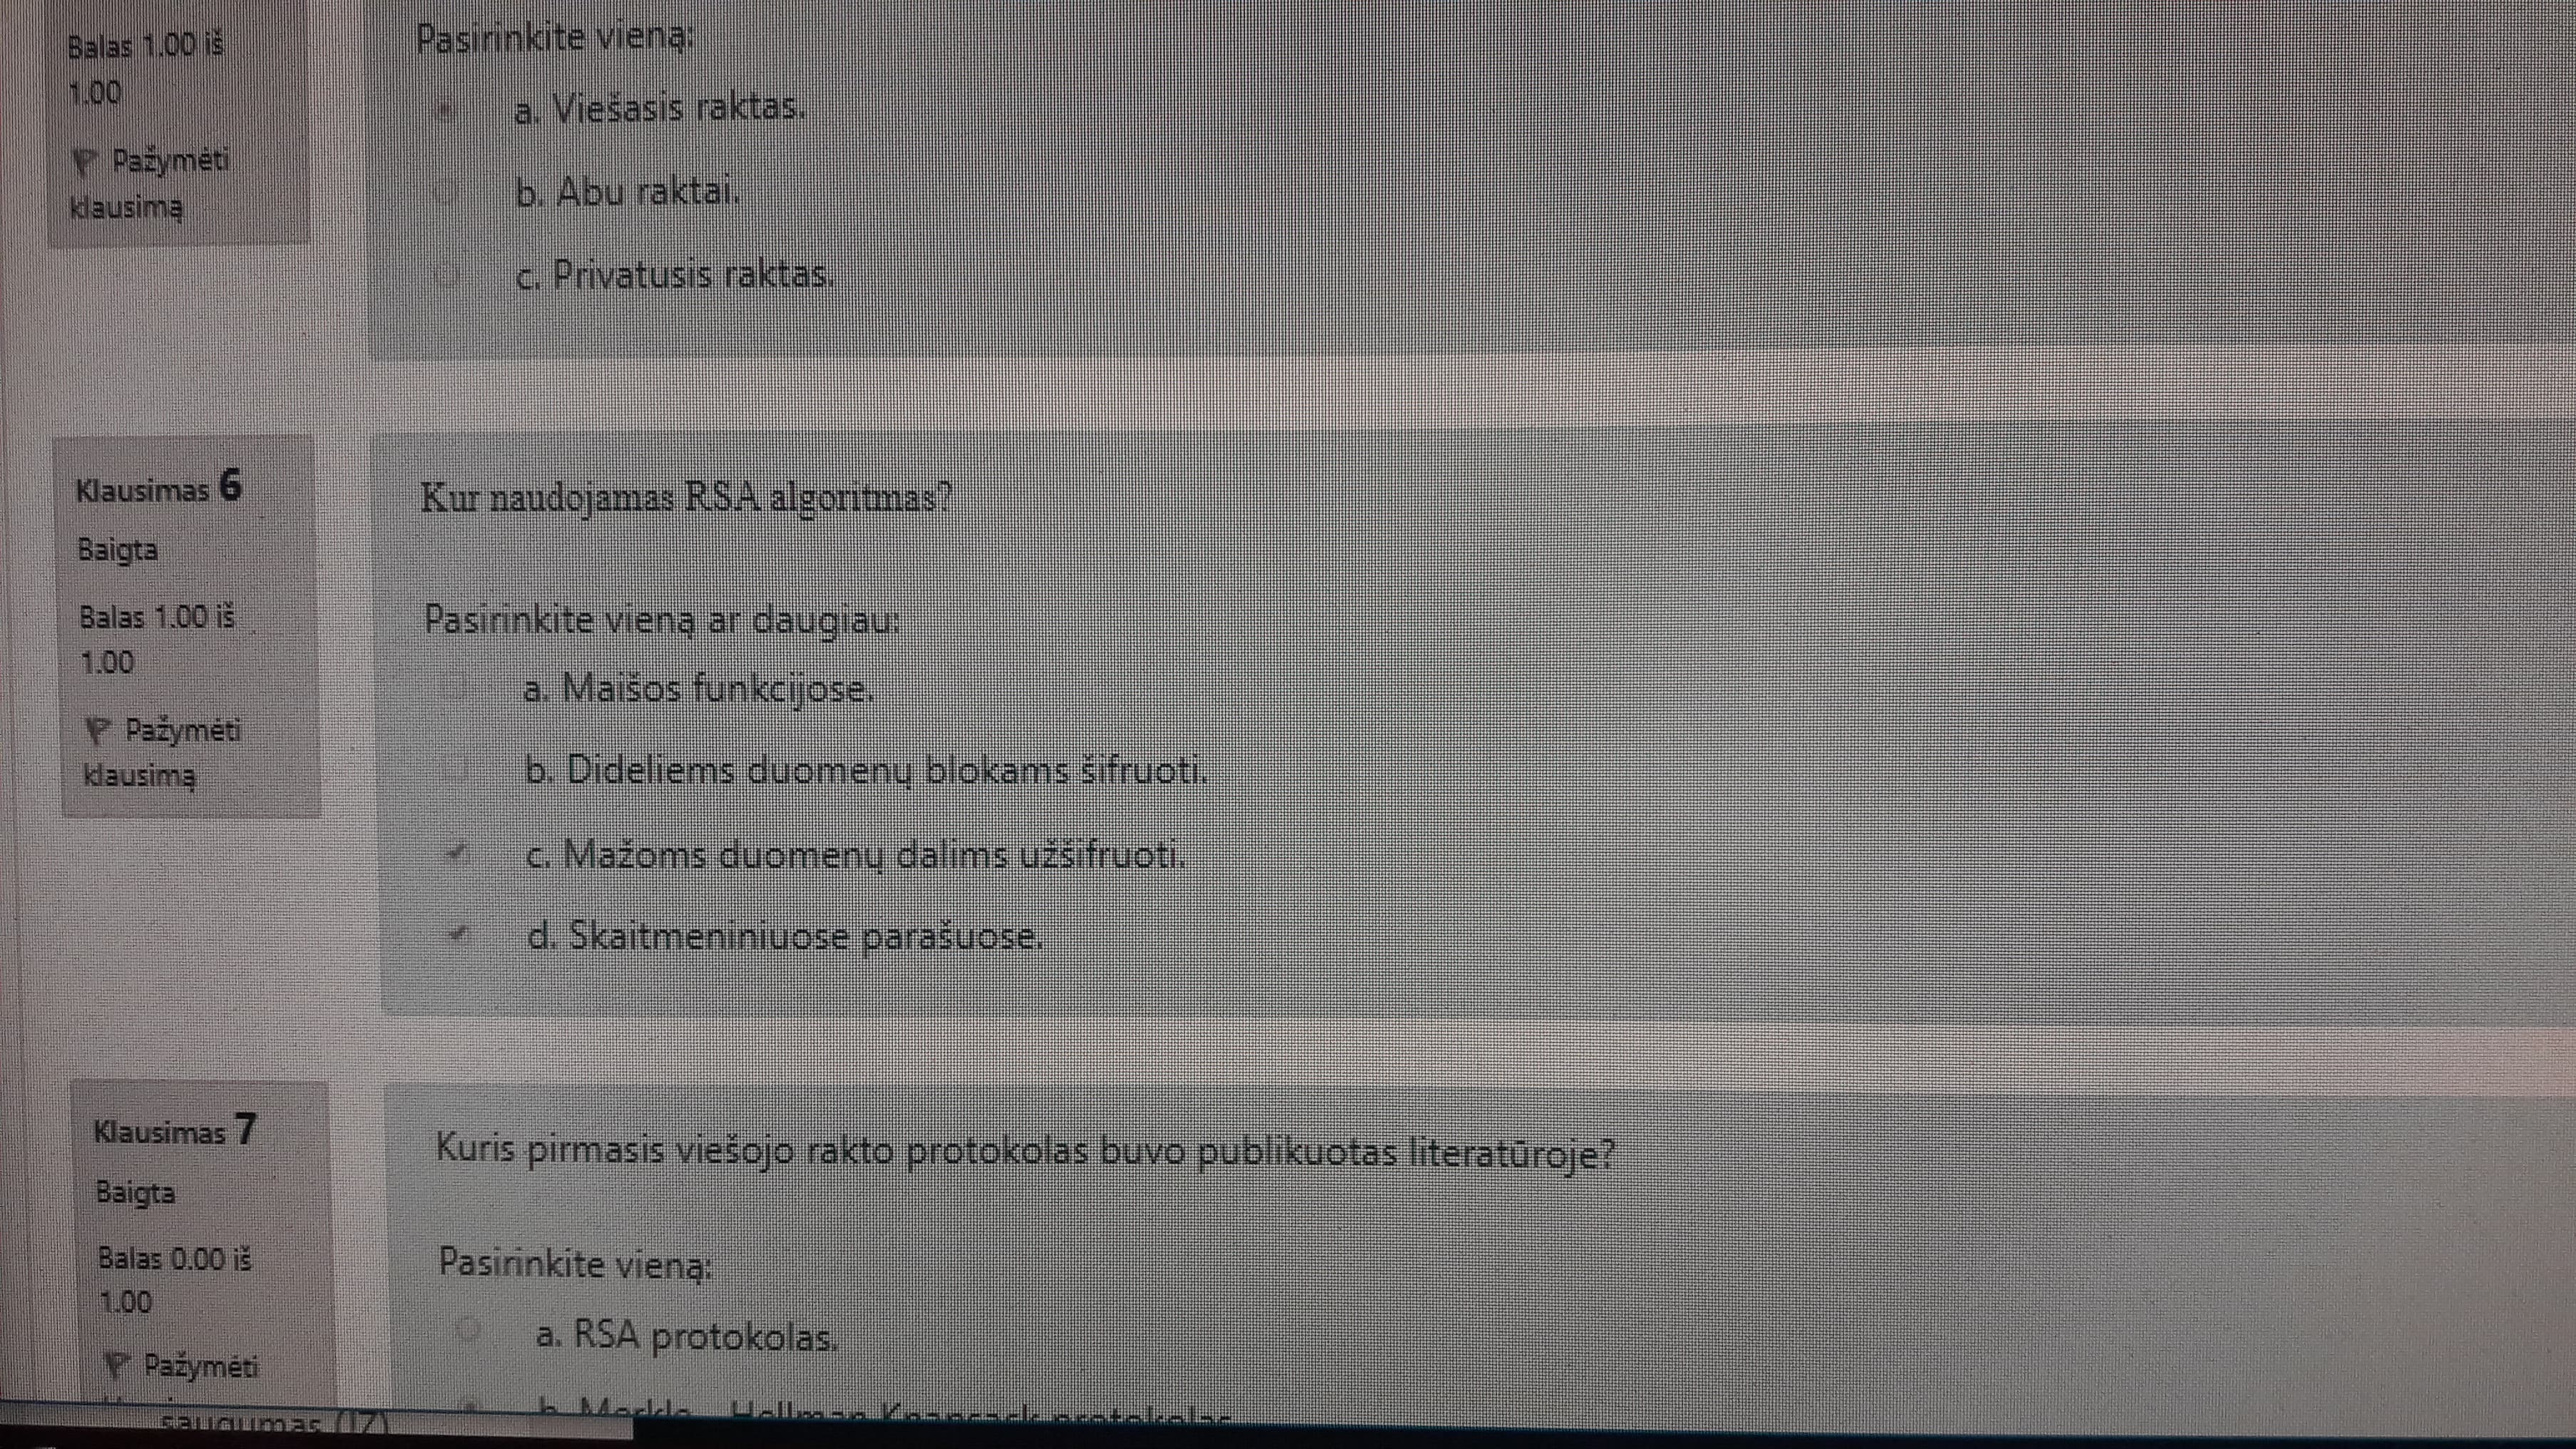 Balas 1.00 iš
1.00
Pažymėti
klausimą
Pasirinkite vieną:
a. Viešasis raktas.
b. Abu raktai.
c. Privatusis raktas.
Klausimas 6
Baigta
Balas 1.00 iš
1.00
Pažymėti
klausimą
Kur naudojamas RSA algoritmas?
Pasirinkite vieną ar daugiau:
a. Maišos funkcijose.
b. Dideliems duomenų blokams šifruoti.
c. Mažoms duomenų dalims užšifruoti.
d. Skaitmeniniuose parašuose.
Klausimas 7
Baigta
Balas 0.00 iš
1.00
Pažymėti
Kuris pirmasis viešojo rakto protokolas buvo publikuotas literatūroje?
Pasirinkite vieną:
a. RSA protokolas.
b. Merkle - Hellman Knapsack protokolas
saugumas (IZ)